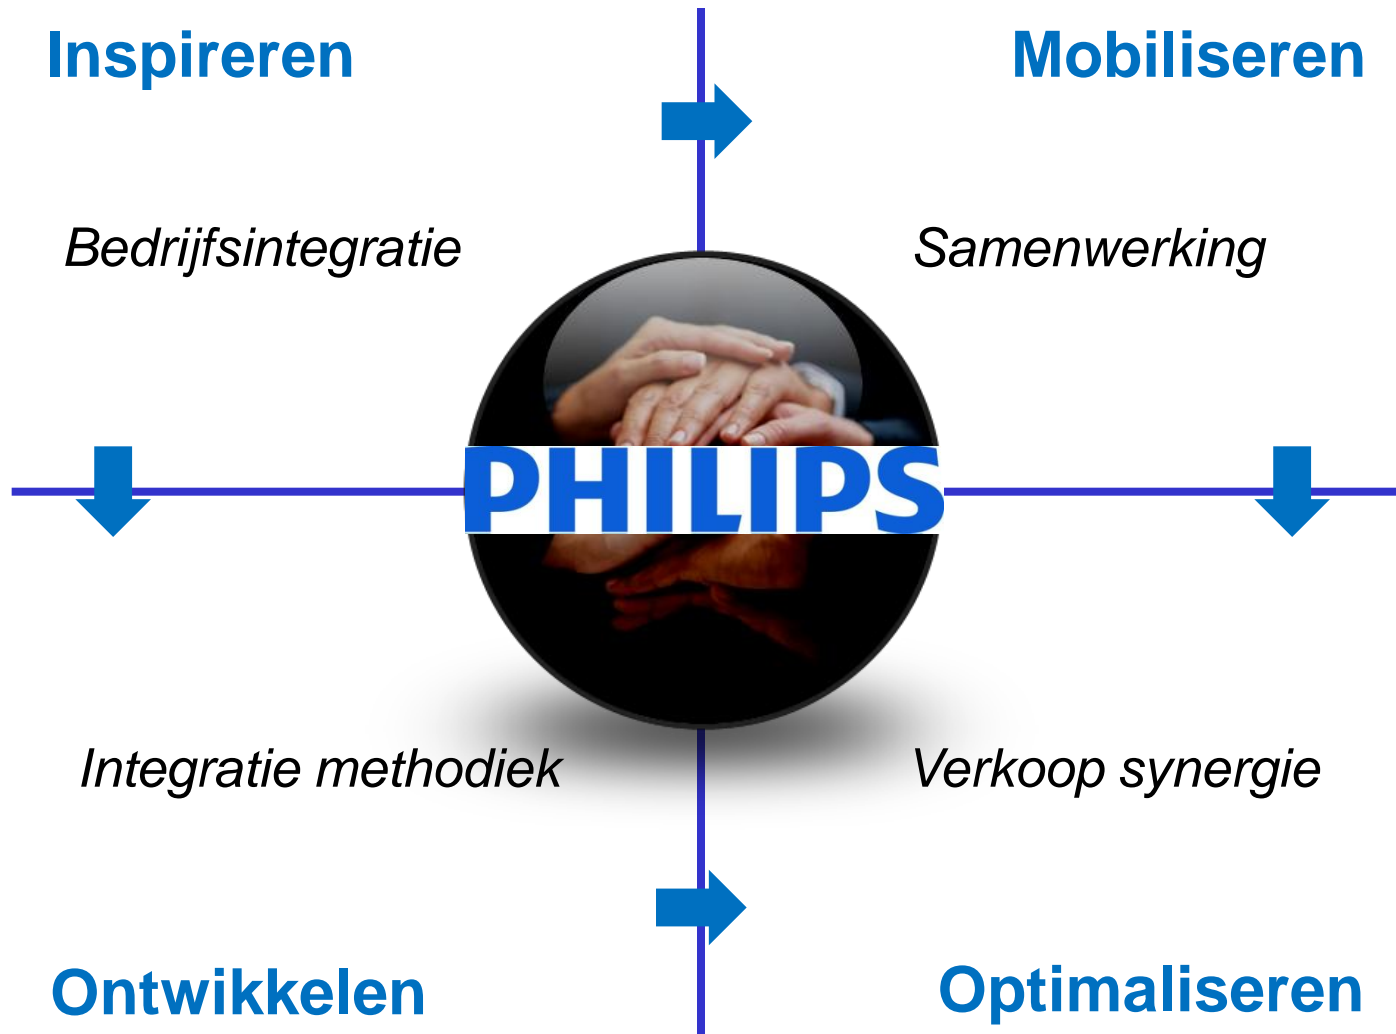 Inspireren
Mobiliseren
Bedrijfsintegratie
Samenwerking
PHILIPS
Integratie methodiek
Verkoop synergie
Ontwikkelen
Optimaliseren